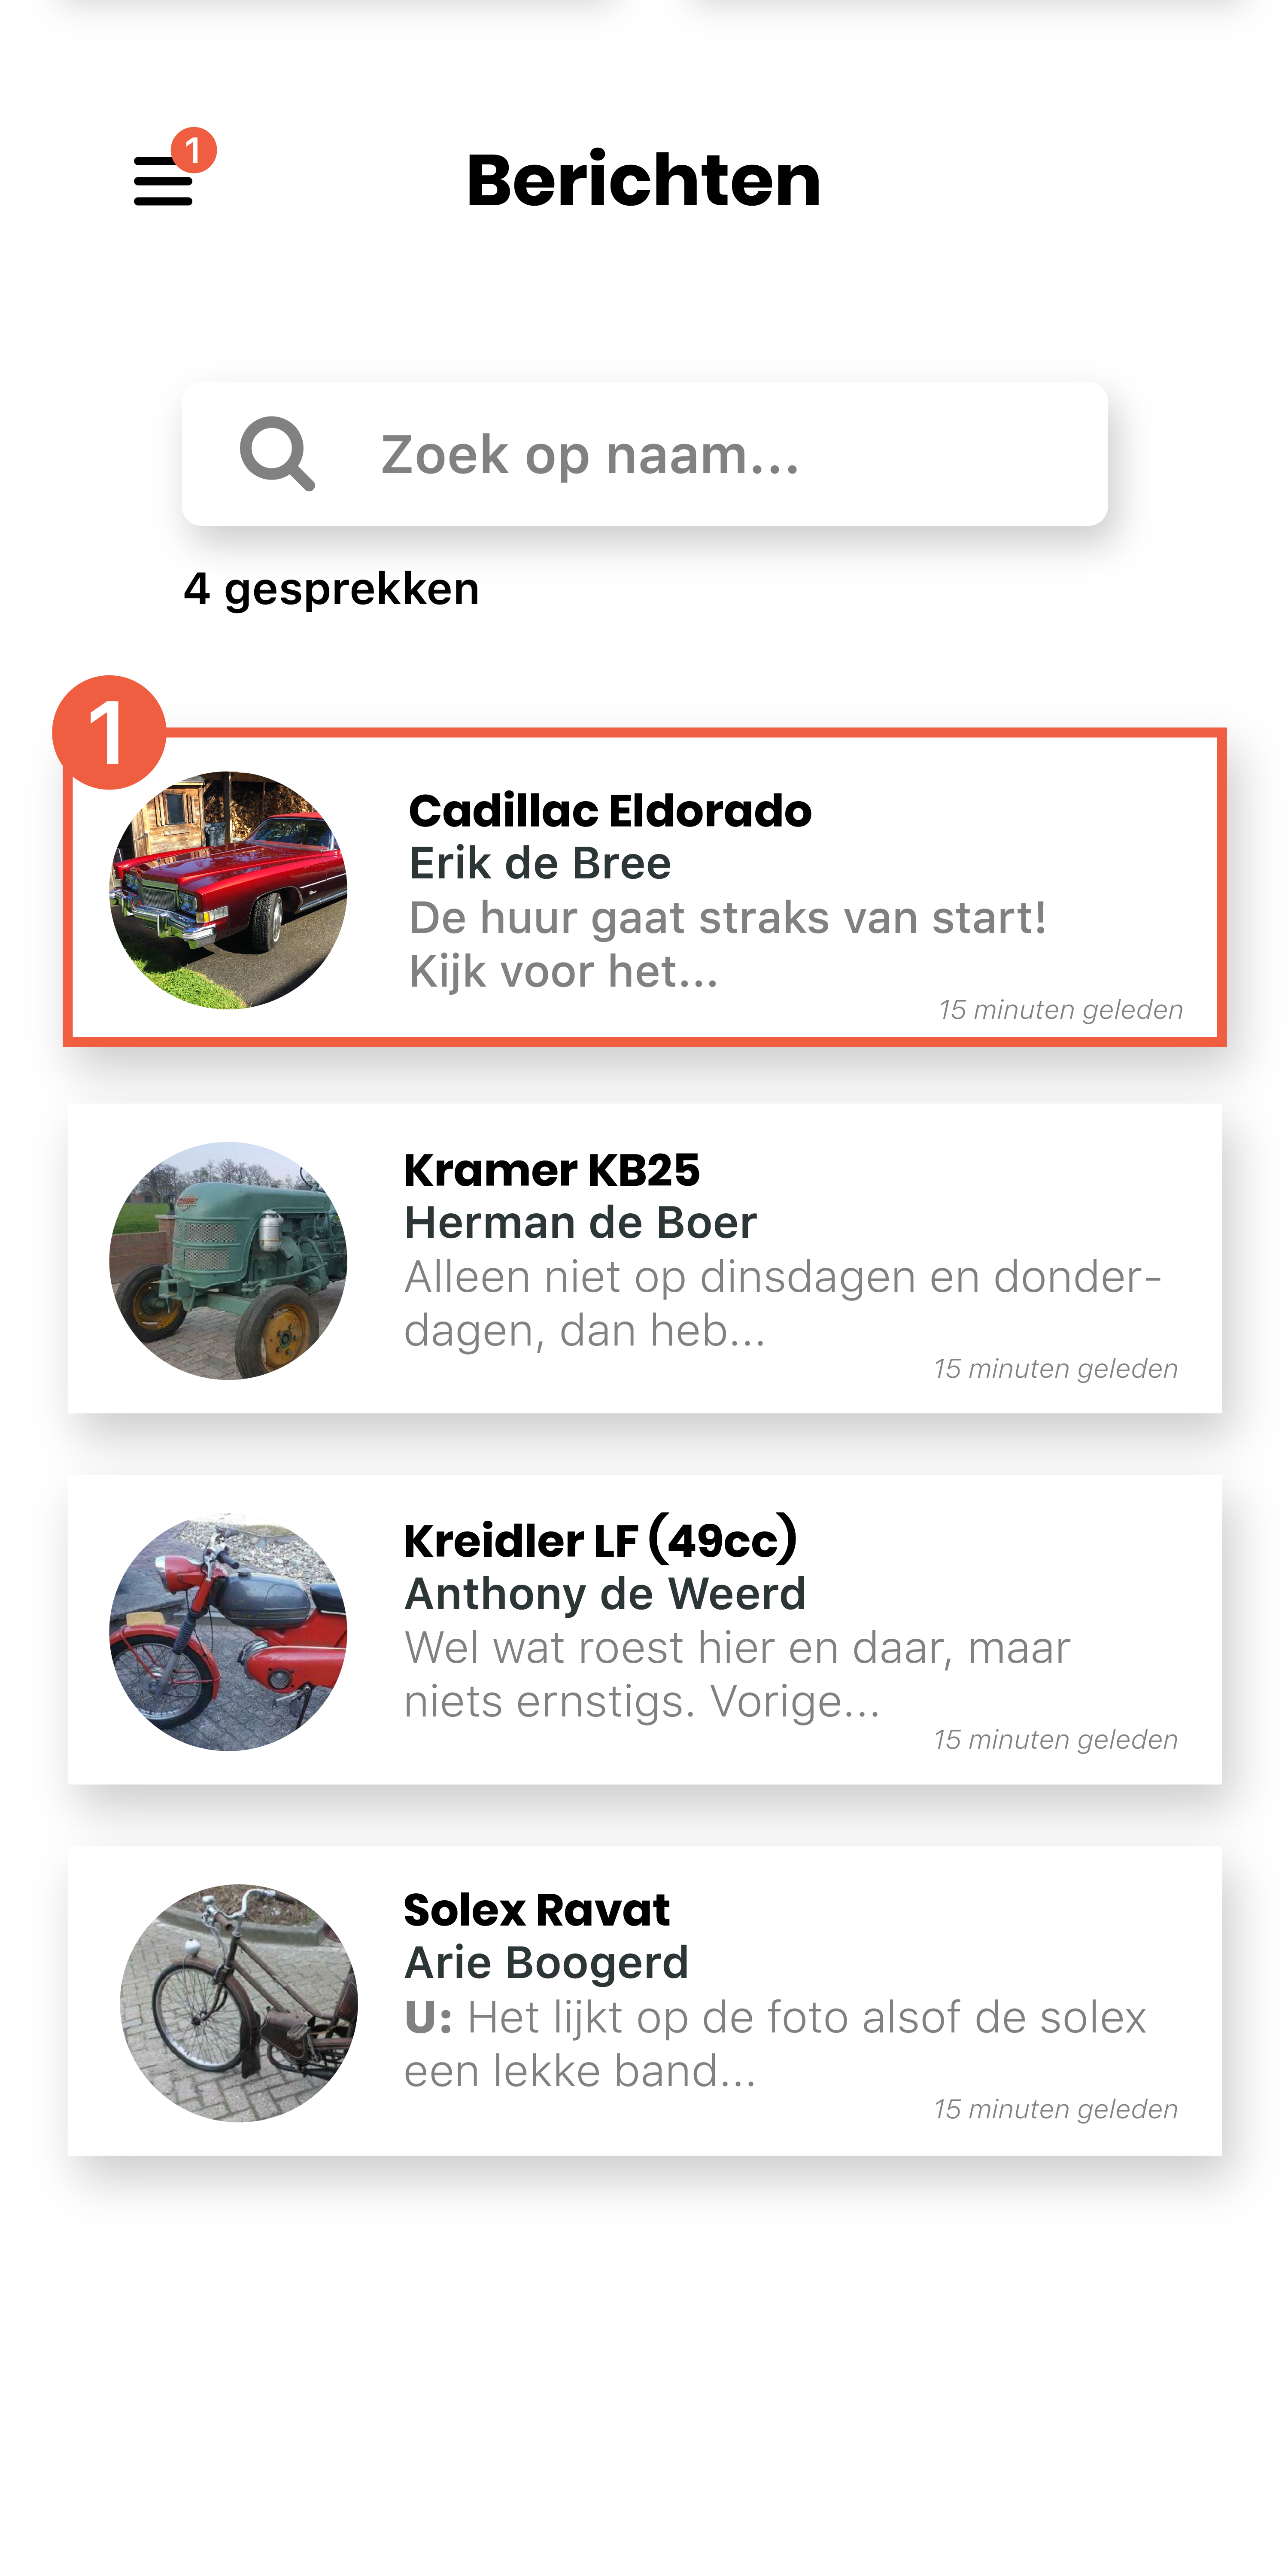 1
Berichten
Zoek op naam...
4 gesprekken
1
Cadillac Eldorado
Erik de Bree
De huur gaat straks van start!
Kijk voor het...
15 minuten geleden
Kramer KB25
Herman de Boer
Alleen niet op dinsdagen en donder-
dagen, dan heb...
15 minuten geleden
Kreidler LF (49cc)
Anthony de Weerd
Wel wat roest hier en daar, maar
niets ernstigs. Vorige...
15 minuten geleden
Solex Ravat
Arie Boogerd
U: Het lijkt op de foto alsof de solex
een lekke band...
15 minuten geleden